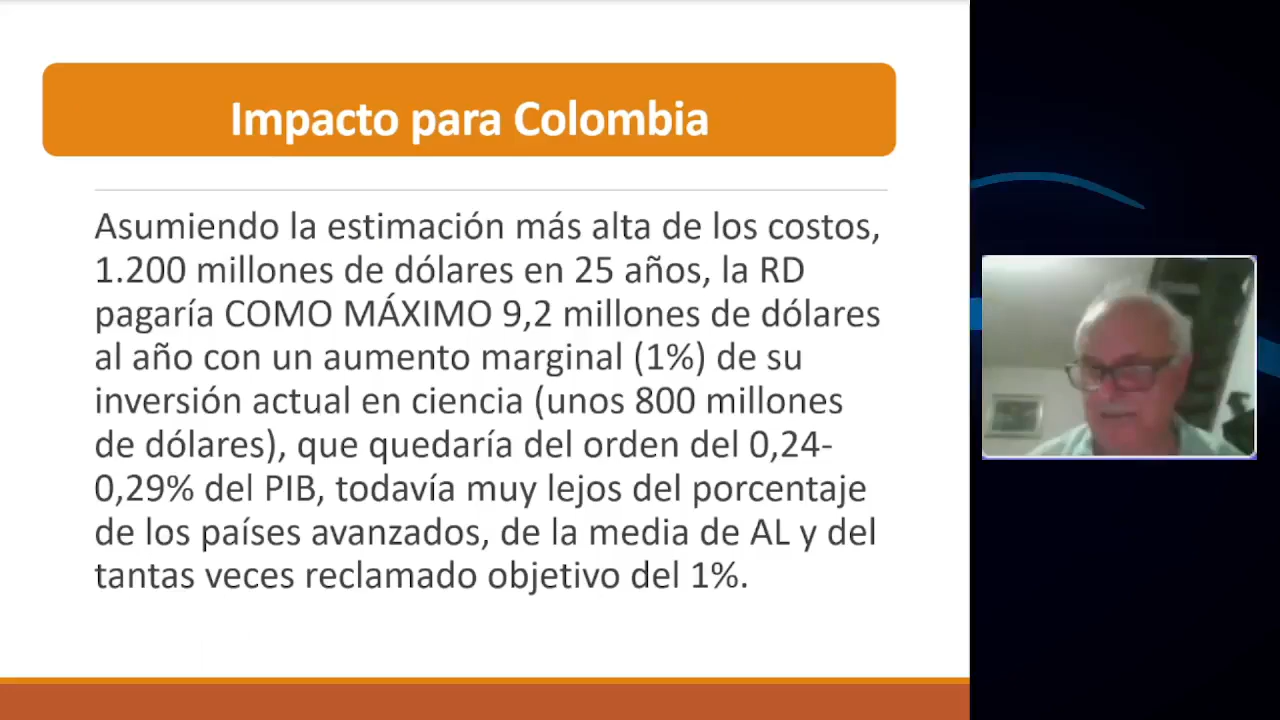 Impacto para Colombia
Asumiendo la estimación más alta de los costos,
1.200 millones de dólares en 25 años, la RD
pagaría COMO MÁXIMO 9,2 millones de dólares
al año con un aumento marginal (1%) de su
inversión actual en ciencia (unos 800 millones
de dólares), que quedaría del orden del 0,24-
0,29% del PIB, todavía muy lejos del porcentaje
de los países avanzados, de la media de AL y del
tantas veces reclamado objetivo del 1%.